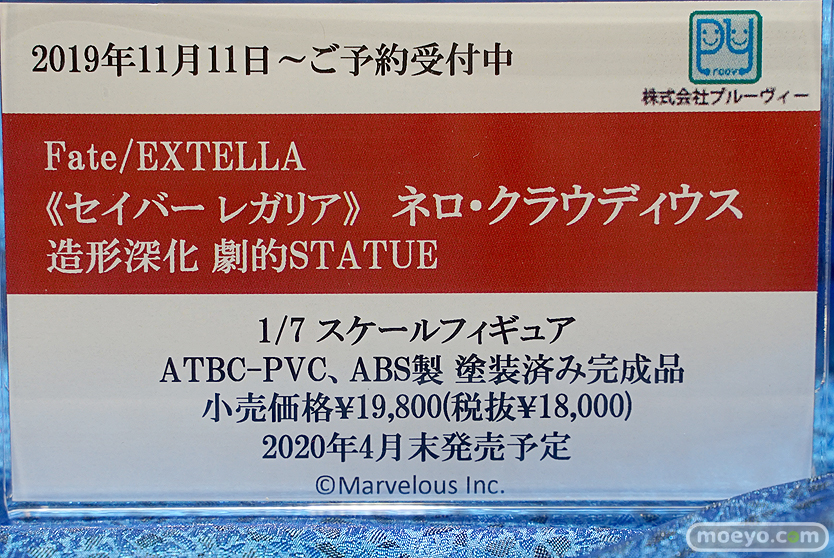 2019年11月11日～ご予約受付中
Py
roovy
株式会社プルーヴィー
Fate/EXTELLA
《セイバー レガリア》 ネロ・クラウディウス
造形深化 劇的STATUE
1/7 スケールフィギュア
ATBC-PVC、ABS製 塗装済み完成品
小売価格¥19,800(税抜¥18,000)
2020年4月末発売予定
©Marvelous Inc.
moeyo.com